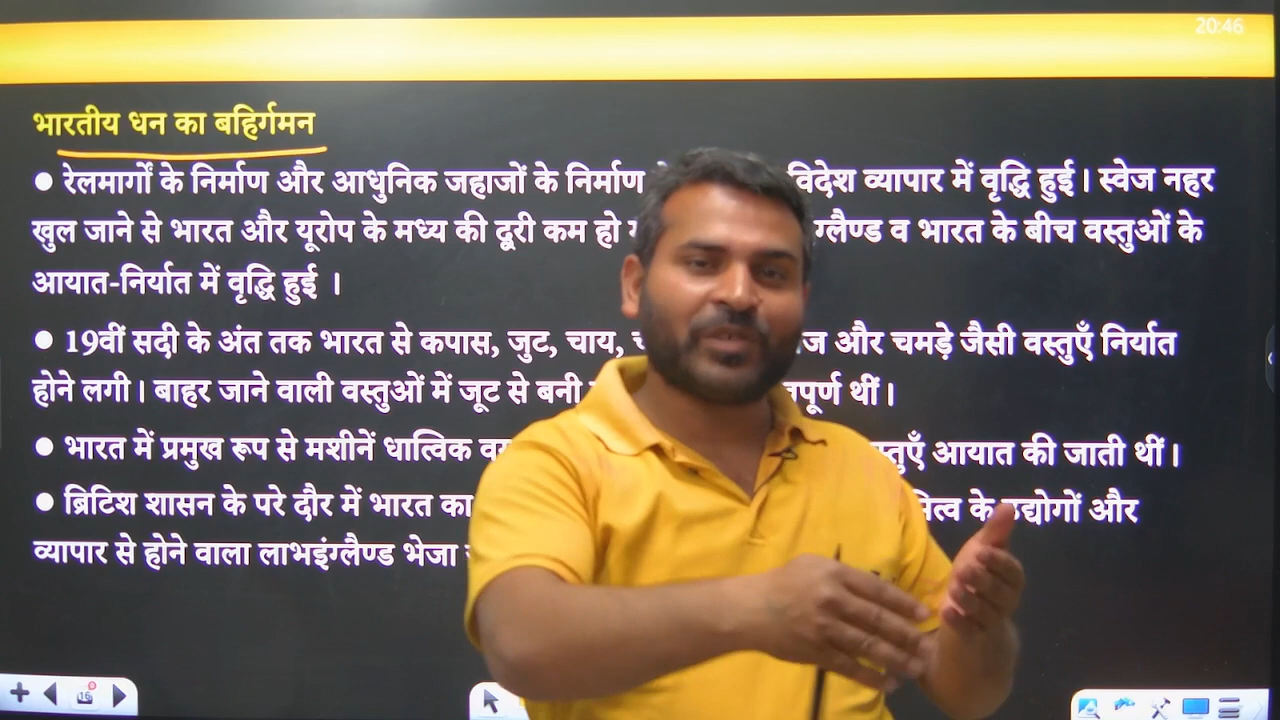 20:46
भारतीय धन का बहिर्गमन
● रेलमार्गों के निर्माण और आधुनिक जहाजों के निर्माण विदेश व्यापार में वृद्धि हुई । स्वेज नहर
खुल जाने से भारत और यूरोप के मध्य की दूरी कम हो ग्लैण्ड व भारत के बीच वस्तुओं के
आयात-निर्यात में वृद्धि हुई ।
● 19वीं सदी के अंत तक भारत से कपास, जुट, चाय, और चमड़े जैसी वस्तुएँ निर्यात
होने लगी । बाहर जाने वाली वस्तुओं में जूट से बनी थीं ।
● भारत में प्रमुख रूप से मशीनें धात्विक आयात की जाती थीं ।
● ब्रिटिश शासन के परे दौर में भारत का के उद्योगों और
व्यापार से होने वाला लाभइंग्लैण्ड भेजा
16